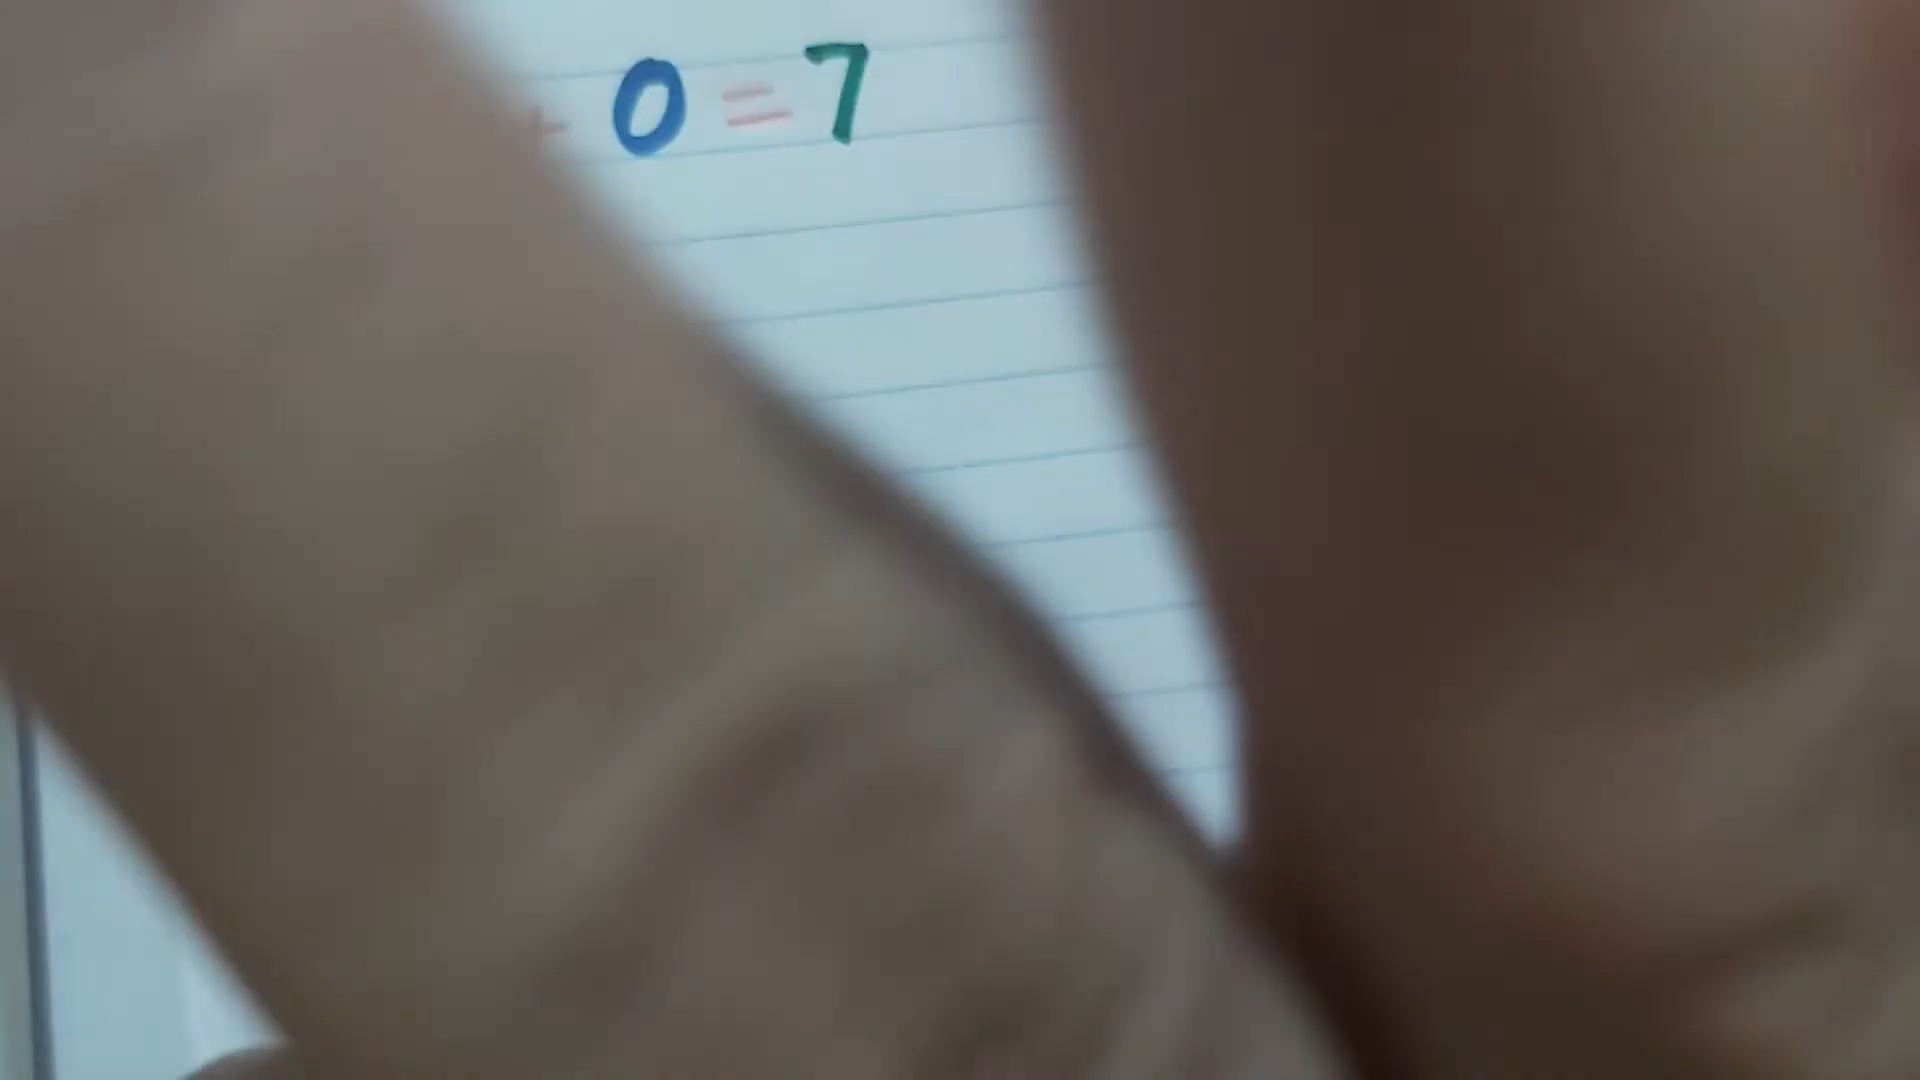 + 0 = 7